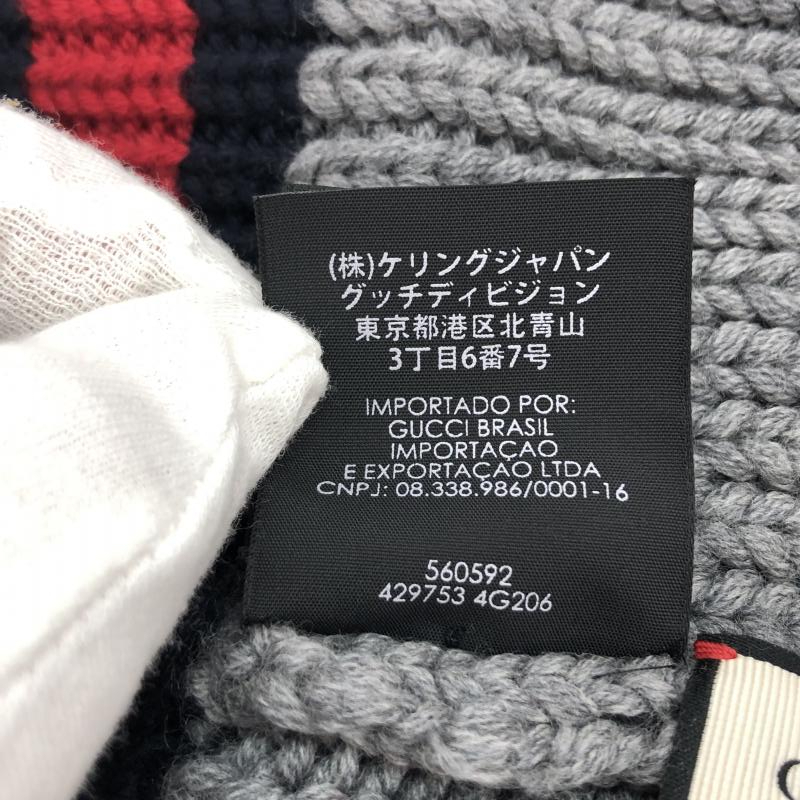 (株)ケリングジャパン
グッチディビジョン
東京都港区北青山
3丁目6番7号
IMPORTADO POR:
GUCCI BRASIL
IMPORTAÇAO
E EXPORTAÇAO LTDA
CNPJ: 08.338.986/0001-16
560592
429753 4G206